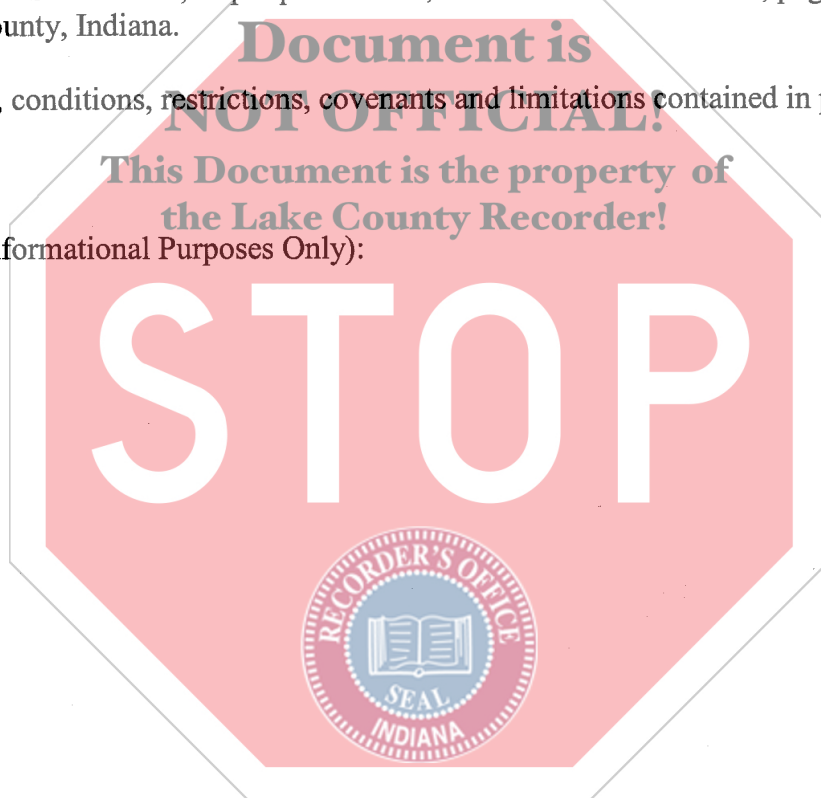 ounty, Indiana.
Document is
, conditions, restrictions, covenants and limitations contained in
NOT OFFICIAL!
This Document is the property of
the Lake County Recorder!
formational Purposes Only):
STOP
RECORDER'S OFFICE
SEAL
INDIANA